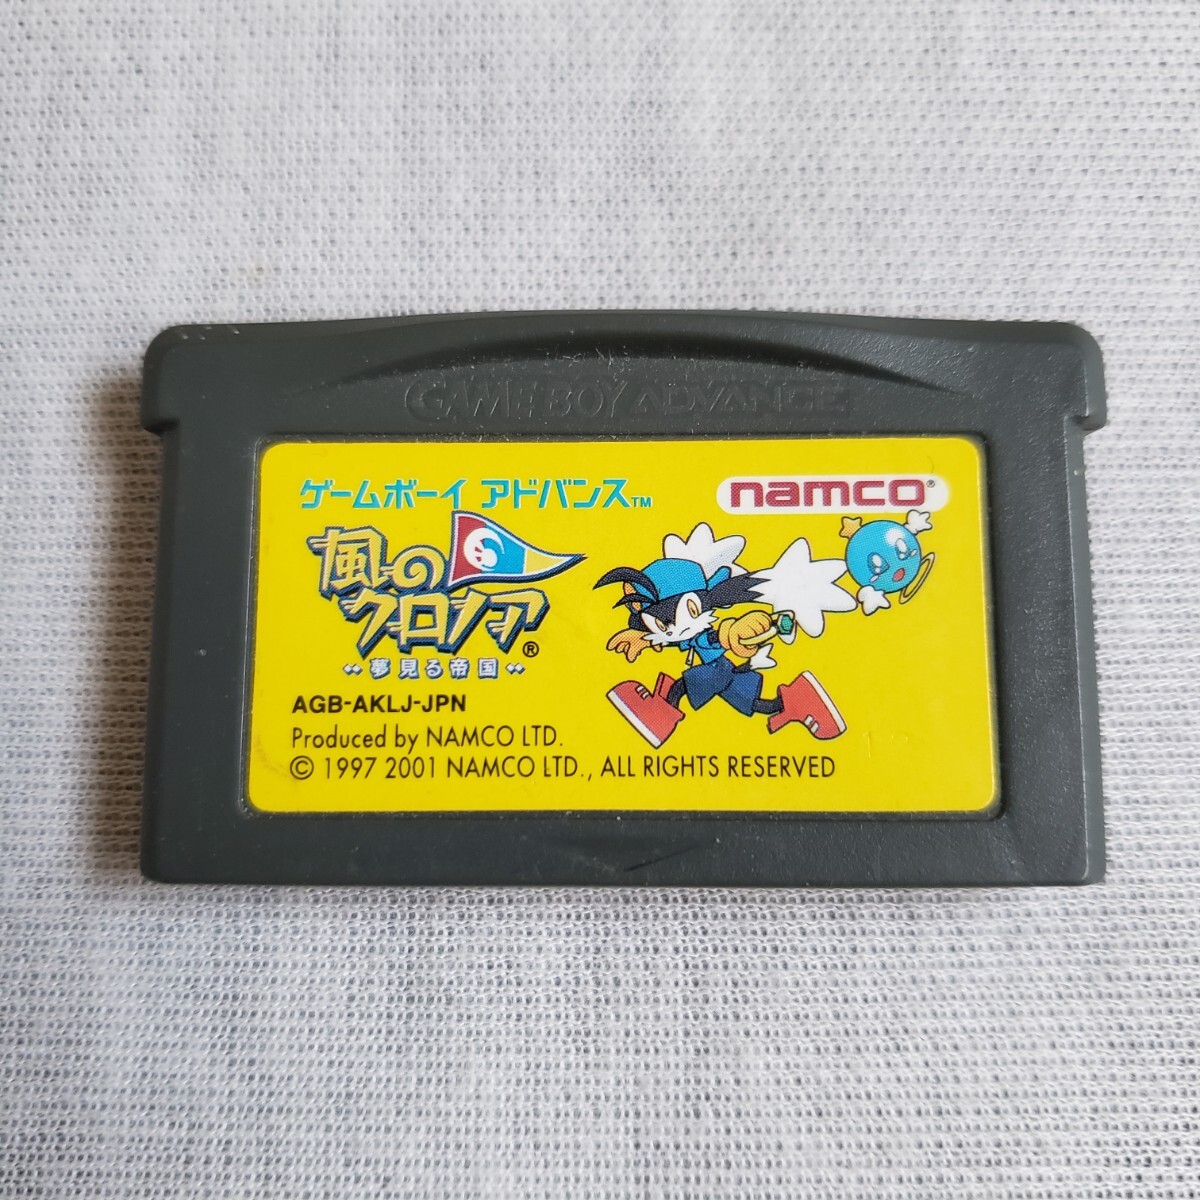 GAME BOY ADVANCE
ゲームボーイ アドバンス™
namco®
風のクロノア®
夢見る帝国
AGB-AKLJ-JPN
Produced by NAMCO LTD.
© 1997 2001 NAMCO LTD., ALL RIGHTS RESERVED